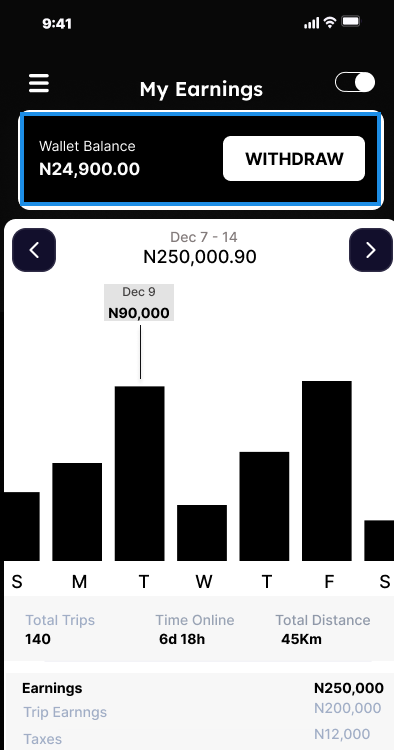 9:41
My Earnings
Wallet Balance
N24,900.00
WITHDRAW
Dec 7 - 14
N250,000.90
Dec 9
N90,000
S M T W T F S
Total Trips Time Online Total Distance
140 6d 18h 45Km
Earnings N250,000
Trip Earnngs N200,000
Taxes N12,000